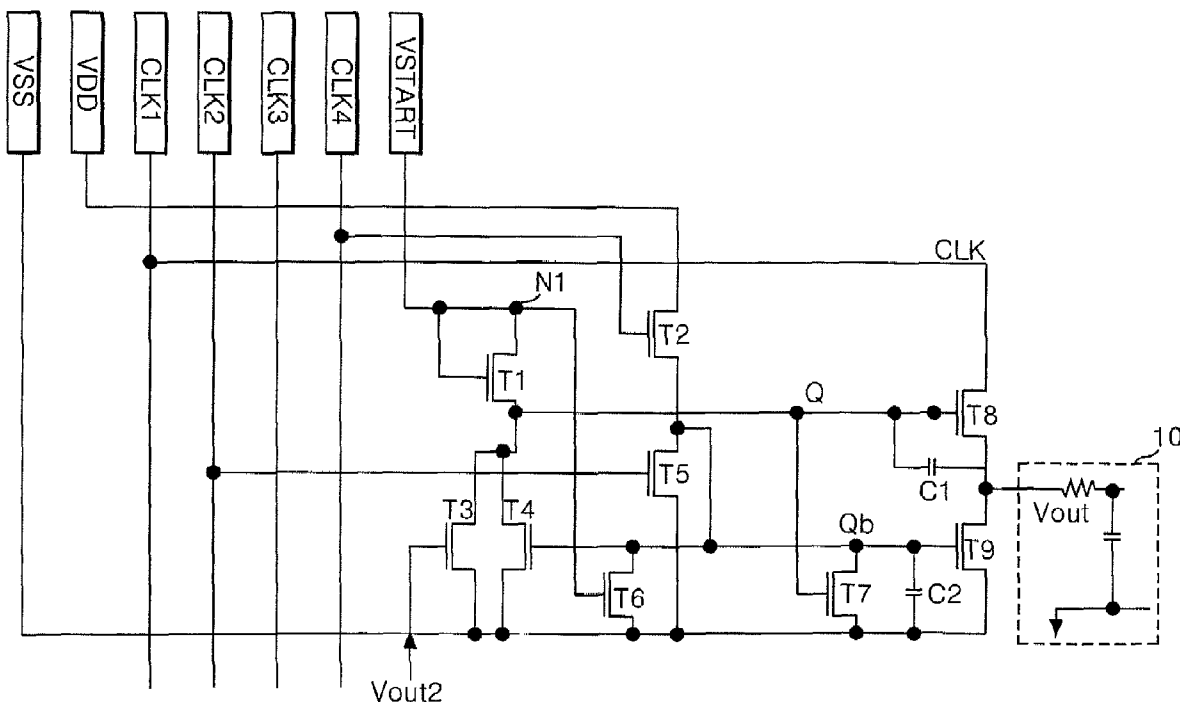 VSS
VDD
CLK1
CLK2
CLK3
CLK4
VSTART
CLK
N1
T2
T1
Q
T8
10
T5
C1
Vout
T3
T4
Qb
T9
T6
T7
C2
Vout2